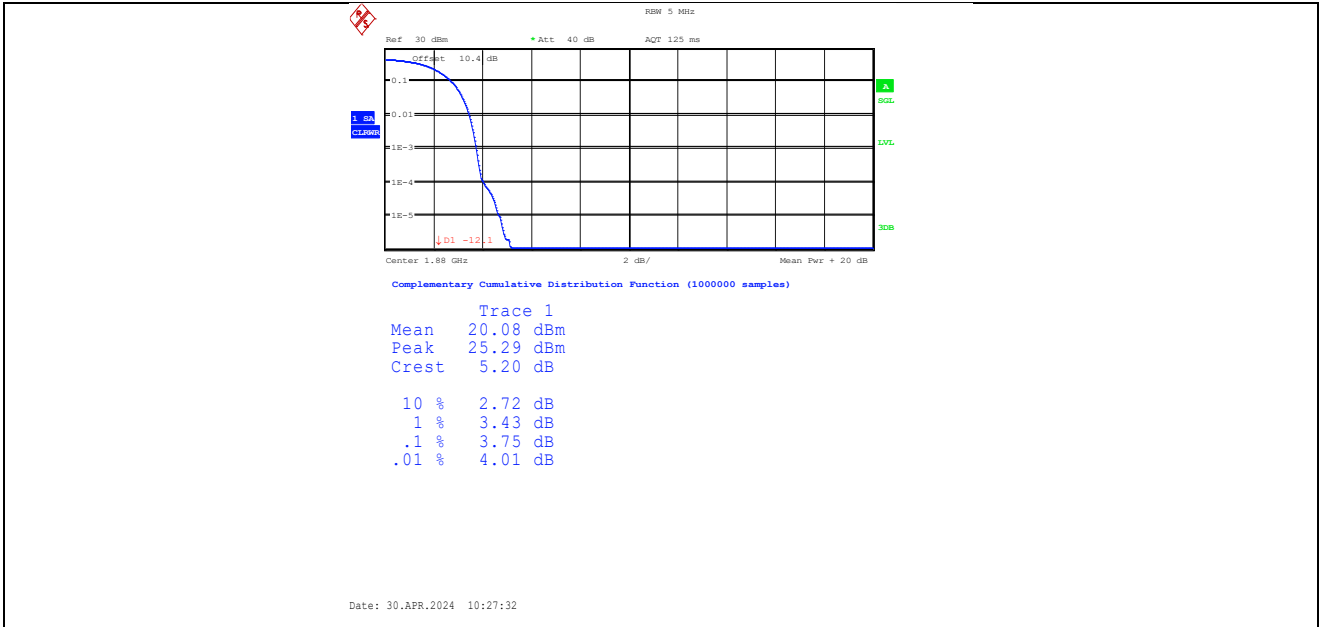 RBW 5 MHz
Ref 30 dBm * Att 40 dB AQT 125 ms
Offset 10.4 dB
0.1
A
SGL
1 SA
CLRWR
0.01
1E-3
LVL
1E-4
1E-5
3DB
D1 -12.1
Center 1.88 GHz 2 dB/ Mean Pwr + 20 dB
Complementary Cumulative Distribution Function (1000000 samples)
Trace 1
Mean 20.08 dBm
Peak 25.29 dBm
Crest 5.20 dB
10 % 2.72 dB
1 % 3.43 dB
.1 % 3.75 dB
.01 % 4.01 dB
Date: 30.APR.2024 10:27:32